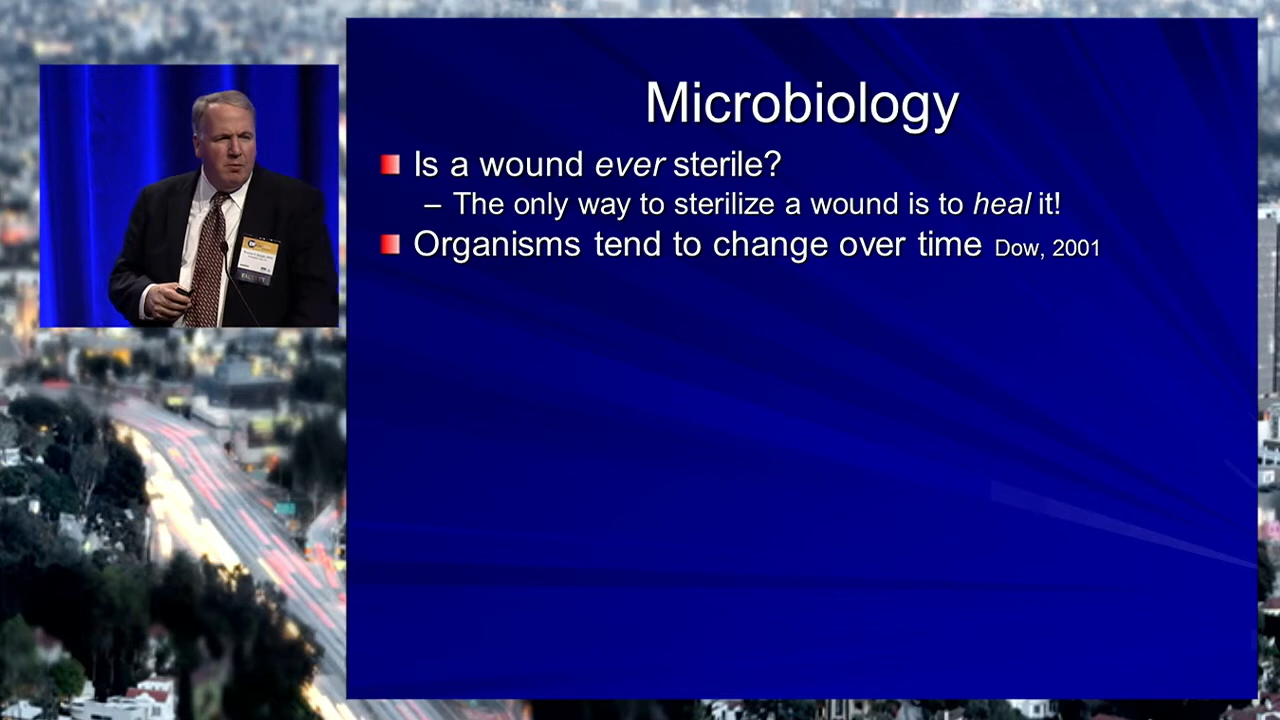 Microbiology
Is a wound ever sterile?
– The only way to sterilize a wound is to heal it!
Organisms tend to change over time Dow, 2001